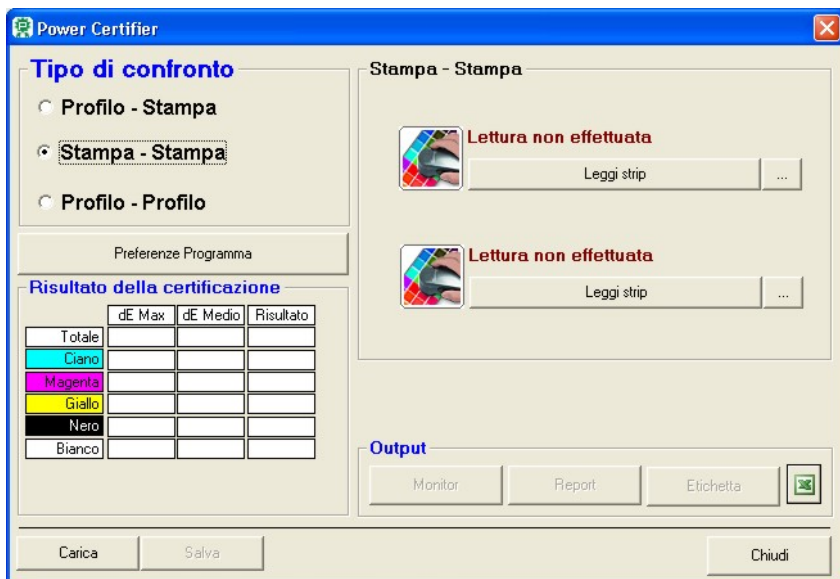 Power Certifier
Tipo di confronto
Profilo - Stampa
Stampa - Stampa
Profilo - Profilo
Preferenze Programma
Risultato della certificazione
dE Max dE Medio Risultato
Totale
Ciano
Magenta
Giallo
Nero
Bianco
Stampa - Stampa
Lettura non effettuata
Leggi strip ...
Lettura non effettuata
Leggi strip ...
Output
Monitor Report Etichetta
Carica Salva Chiudi